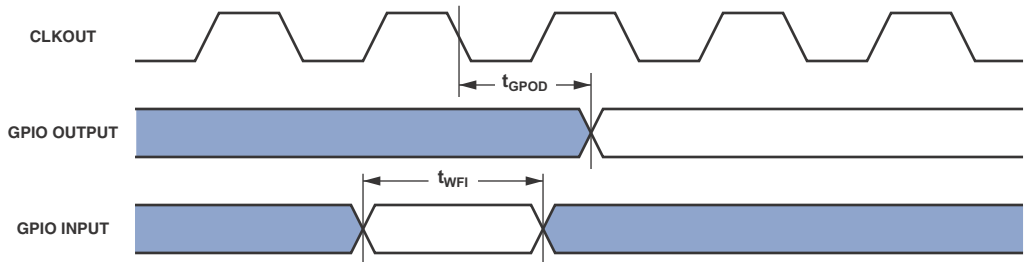 CLKOUT
tGPOD
GPIO OUTPUT
tWFI
GPIO INPUT